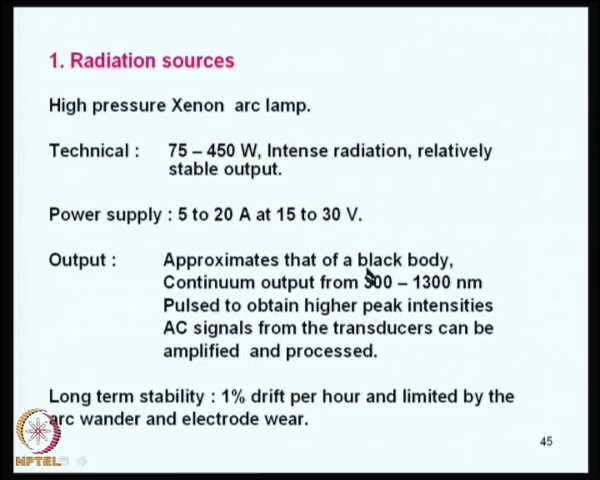 1. Radiation sources
High pressure Xenon arc lamp.
Technical : 75 – 450 W, Intense radiation, relatively
stable output.
Power supply : 5 to 20 A at 15 to 30 V.
Output : Approximates that of a black body,
Continuum output from 300 – 1300 nm
Pulsed to obtain higher peak intensities
AC signals from the transducers can be
amplified and processed.
Long term stability : 1% drift per hour and limited by the
arc wander and electrode wear.
45
NPTEL